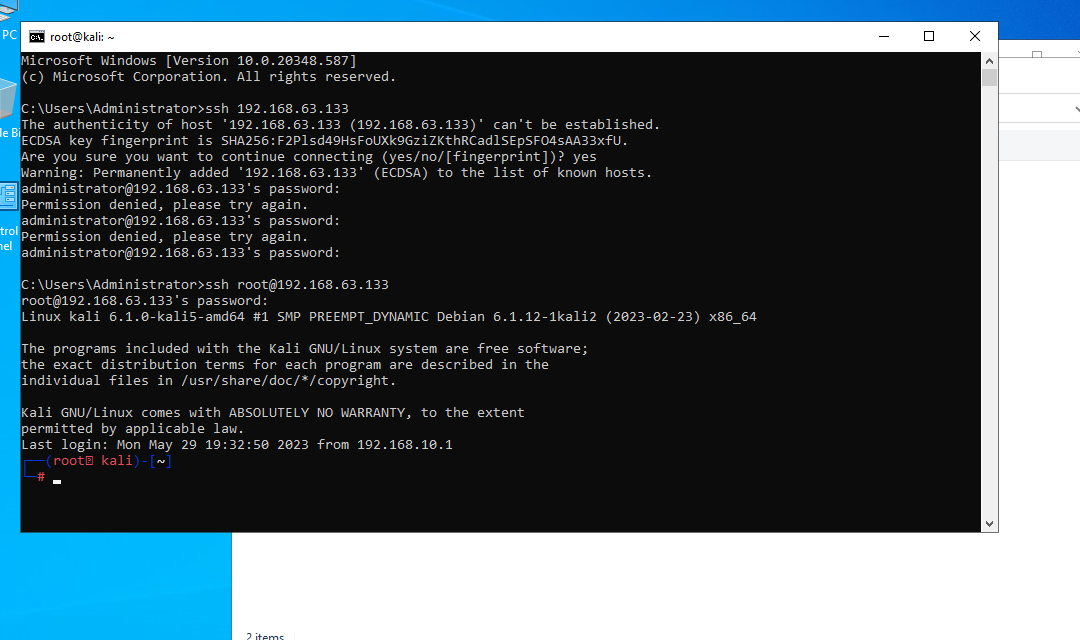 PC
root@kali: ~
Microsoft Windows [Version 10.0.20348.587]
(c) Microsoft Corporation. All rights reserved.
C:\Users\Administrator>ssh 192.168.63.133
The authenticity of host '192.168.63.133 (192.168.63.133)' can't be established.
ECDSA key fingerprint is SHA256:F2Plsd49HsFoUXk9GziZKthRCadlSEpSFO4sAA33xfU.
Are you sure you want to continue connecting (yes/no/[fingerprint])? yes
Warning: Permanently added '192.168.63.133' (ECDSA) to the list of known hosts.
administrator@192.168.63.133's password:
Permission denied, please try again.
administrator@192.168.63.133's password:
Permission denied, please try again.
administrator@192.168.63.133's password:
C:\Users\Administrator>ssh root@192.168.63.133
root@192.168.63.133's password:
Linux kali 6.1.0-kali5-amd64 #1 SMP PREEMPT_DYNAMIC Debian 6.1.12-1kali2 (2023-02-23) x86_64
The programs included with the Kali GNU/Linux system are free software;
the exact distribution terms for each program are described in the
individual files in /usr/share/doc/*/copyright.
Kali GNU/Linux comes with ABSOLUTELY NO WARRANTY, to the extent
permitted by applicable law.
Last login: Mon May 29 19:32:50 2023 from 192.168.10.1
┌──(root kali)-[~]
└─#
2 items